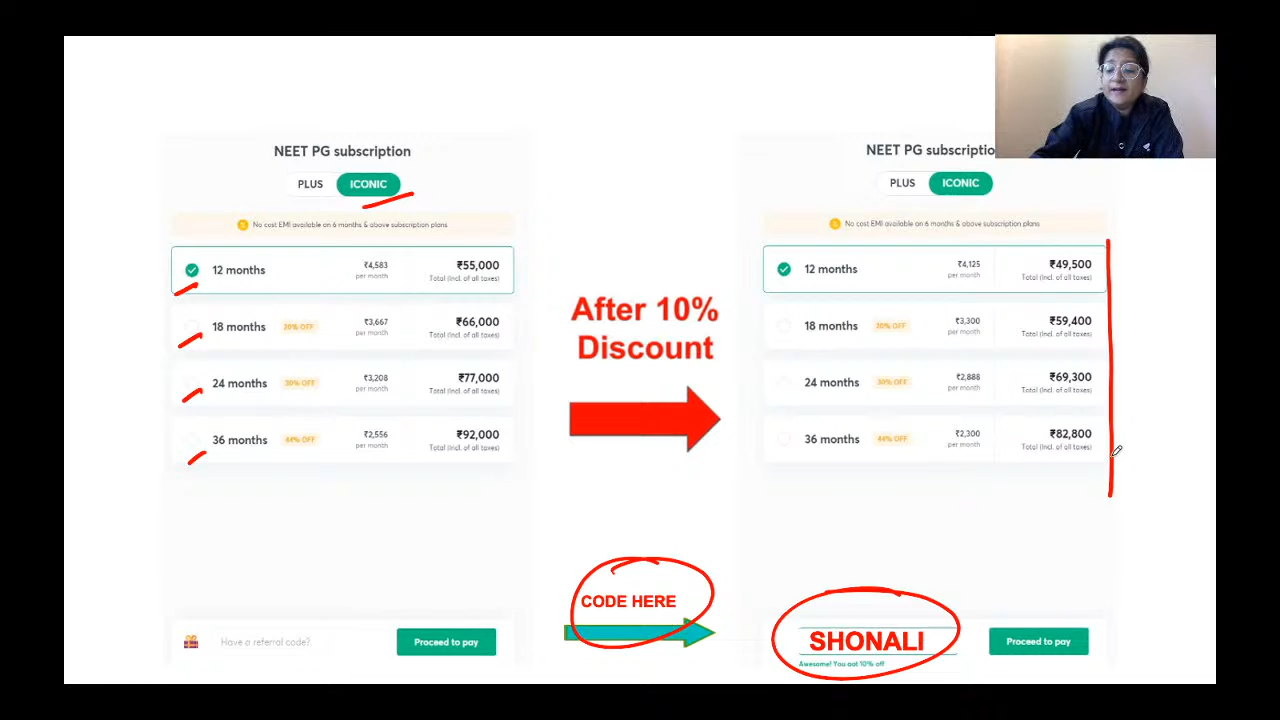 NEET PG subscription
PLUS ICONIC
No cost EMI available on 6 months & above subscription plans
12 months ₹4,583 per month ₹55,000 Total (Incl. of all taxes)
18 months 20% OFF ₹3,667 per month ₹66,000 Total (Incl. of all taxes)
24 months 30% OFF ₹3,208 per month ₹77,000 Total (Incl. of all taxes)
36 months 44% OFF ₹2,556 per month ₹92,000 Total (Incl. of all taxes)
Have a referral code? Proceed to pay
After 10%
Discount
CODE HERE
NEET PG subscriptio
PLUS ICONIC
No cost EMI available on 6 months & above subscription plans
12 months ₹4,125 per month ₹49,500 Total (Incl. of all taxes)
18 months 20% OFF ₹3,300 per month ₹59,400 Total (Incl. of all taxes)
24 months 30% OFF ₹2,888 per month ₹69,300 Total (Incl. of all taxes)
36 months 44% OFF ₹2,300 per month ₹82,800 Total (Incl. of all taxes)
SHONALI Proceed to pay
Awesome! You got 10% off